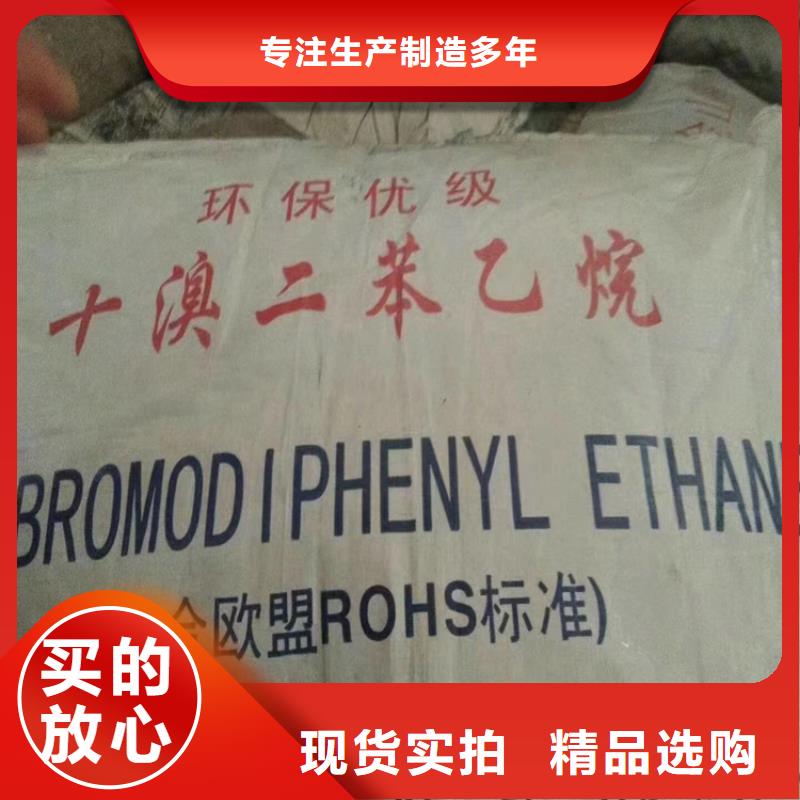 专注生产制造多年
环保优级
十溴二苯乙烷
BROMODIPHENYL ETHAN
欧盟ROHS标准)
买的
放心
现货实拍 精品选购